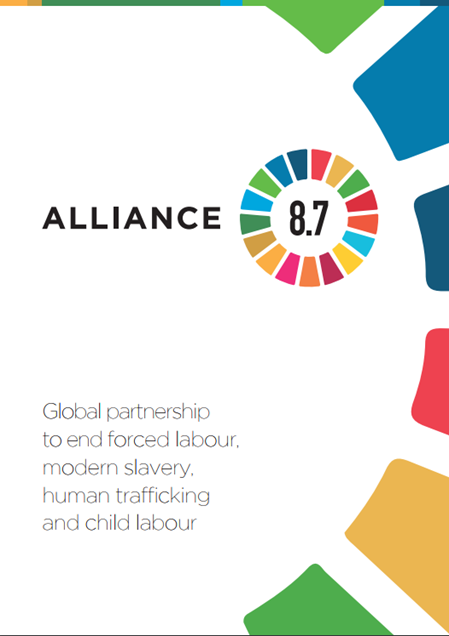 ALLIANCE 8.7
Global partnership
to end forced labour,
modern slavery,
human trafficking
and child labour